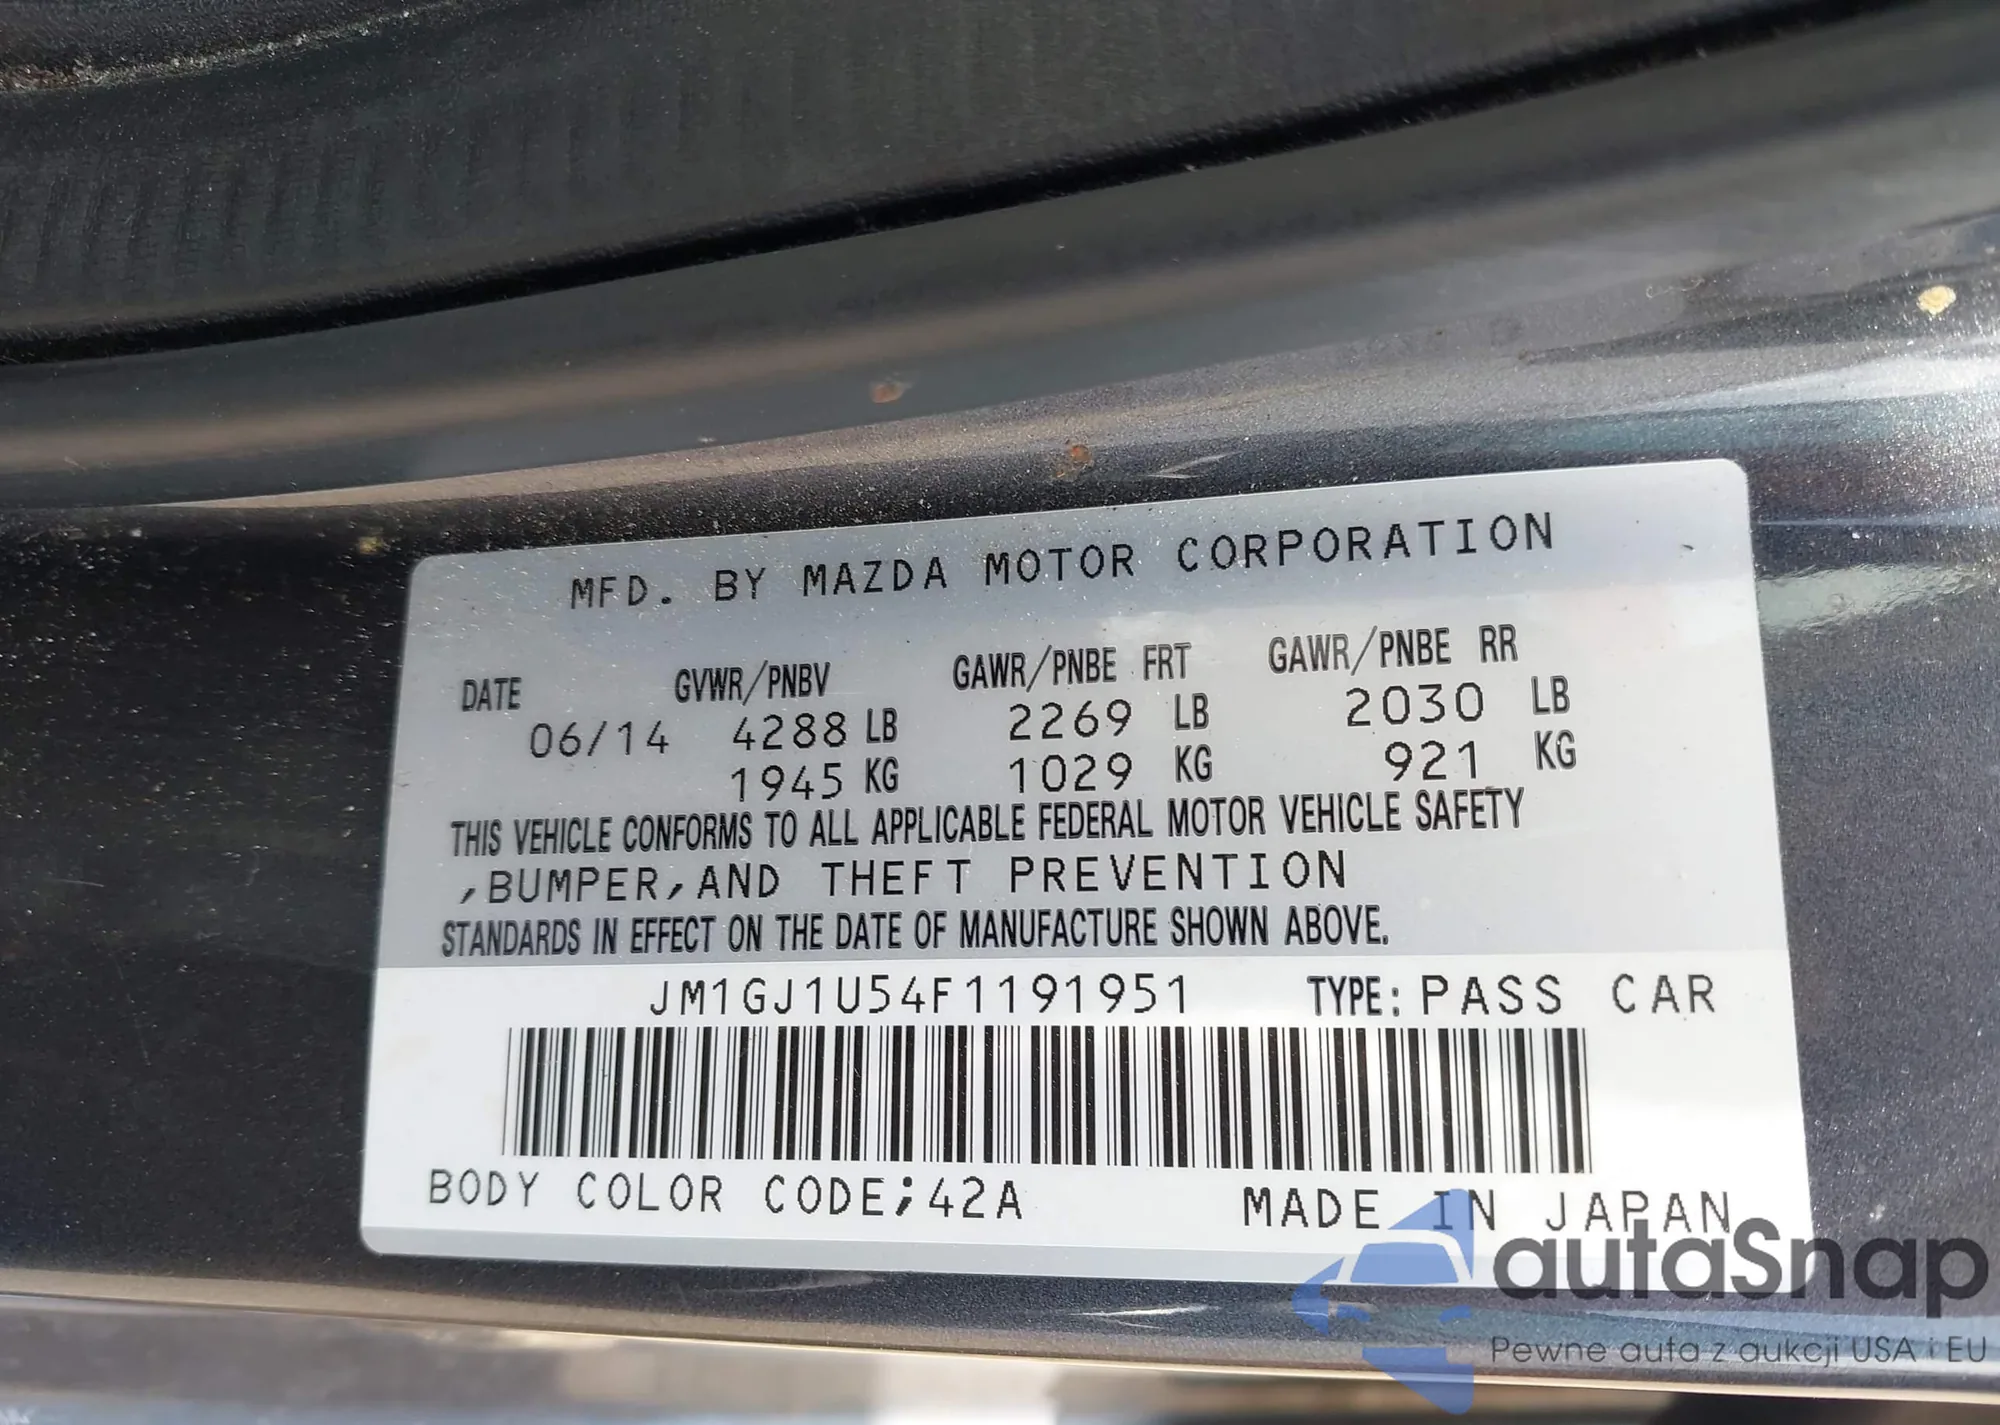 MFD. BY MAZDA MOTOR CORPORATION
DATE GVWR/PNBV GAWR/PNBE FRT GAWR/PNBE RR
06/14 4288 LB 2269 LB 2030 LB
1945 KG 1029 KG 921 KG
THIS VEHICLE CONFORMS TO ALL APPLICABLE FEDERAL MOTOR VEHICLE SAFETY
,BUMPER,AND THEFT PREVENTION
STANDARDS IN EFFECT ON THE DATE OF MANUFACTURE SHOWN ABOVE.
JM1GJ1U54F1191951 TYPE: PASS CAR
BODY COLOR CODE;42A MADE IN JAPAN
autaSnap
Pewne auta z aukcji USA i EU